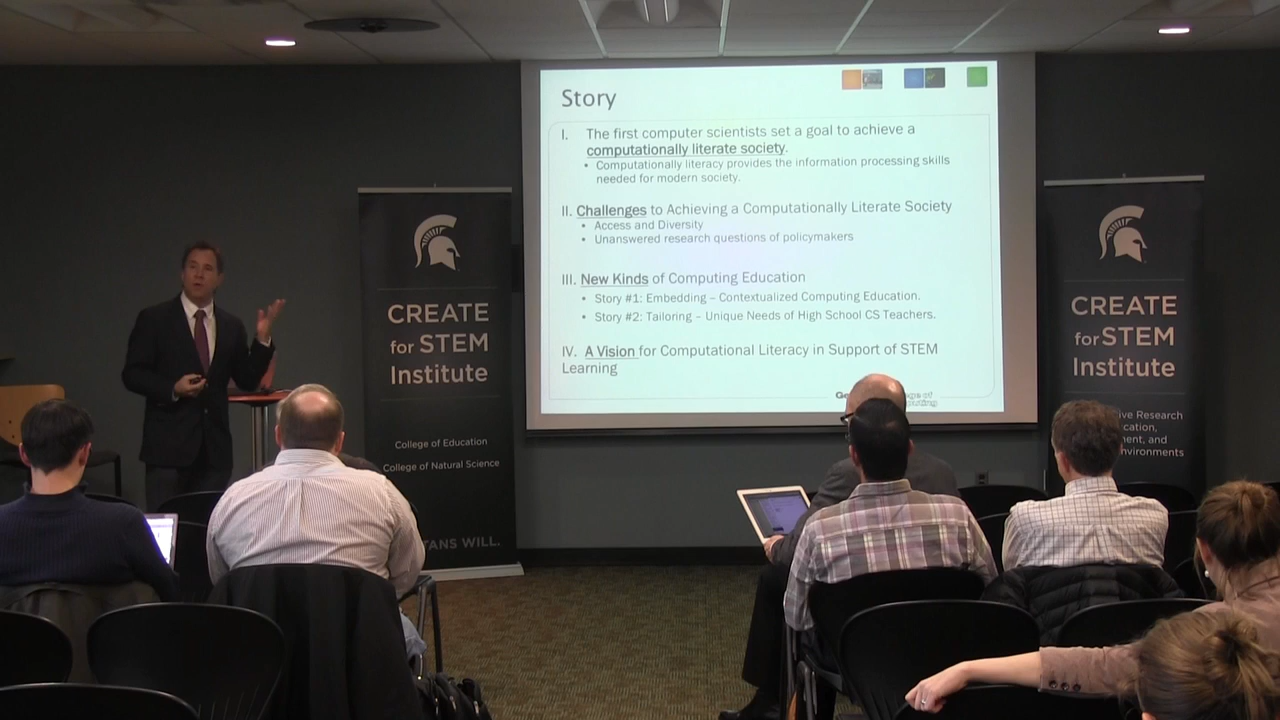 Story
I. The first computer scientists set a goal to achieve a
computationally literate society.
• Computationally literacy provides the information processing skills
needed for modern society.
II. Challenges to Achieving a Computationally Literate Society
• Access and Diversity
• Unanswered research questions of policymakers
III. New Kinds of Computing Education
• Story #1: Embedding – Contextualized Computing Education.
• Story #2: Tailoring – Unique Needs of High School CS Teachers.
IV. A Vision for Computational Literacy in Support of STEM
Learning
CREATE
for STEM
Institute
College of Education
College of Natural Science
WILL.
CREATE
for STEM
Institute
Research